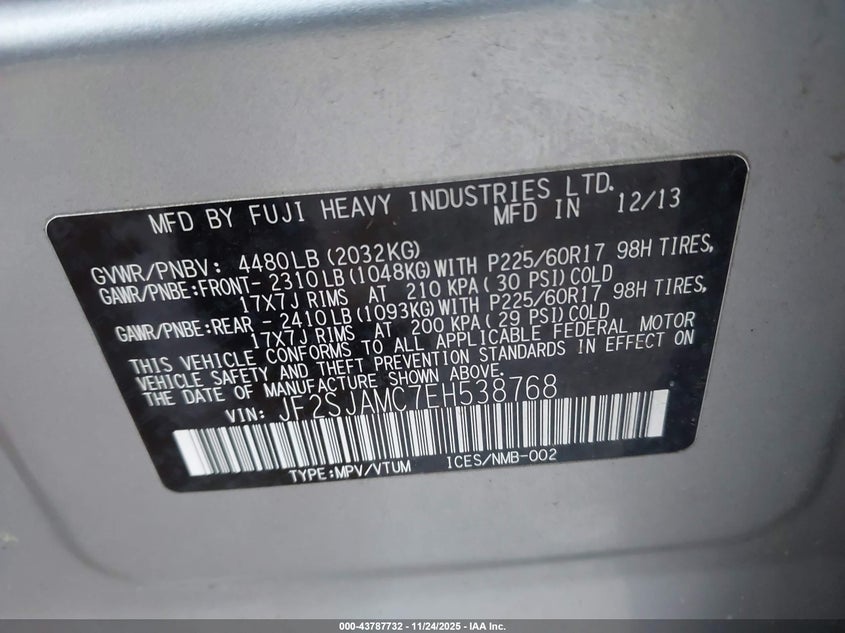 MFD BY FUJI HEAVY INDUSTRIES LTD.
MFD IN 12/13
GVWR/PNBV: 4480LB (2032KG)
GAWR/PNBE:FRONT- 2310LB (1048KG) WITH P225/60R17 98H TIRES,
17X7J RIMS AT 210 KPA (30 PSI) COLD
GAWR/PNBE:REAR - 2410LB (1093KG) WITH P225/60R17 98H TIRES,
17X7J RIMS AT 200 KPA (29 PSI) COLD
THIS VEHICLE CONFORMS TO ALL APPLICABLE FEDERAL MOTOR
VEHICLE SAFETY AND THEFT PREVENTION STANDARDS IN EFFECT ON
THE DATE OF MANUFACTURE SHOWN ABOVE.
VIN: JF2SJAMC7EH538768
TYPE:MPV/VTUM ICES/NMB-002
000-43787732 - 11/24/2025 - IAA Inc.